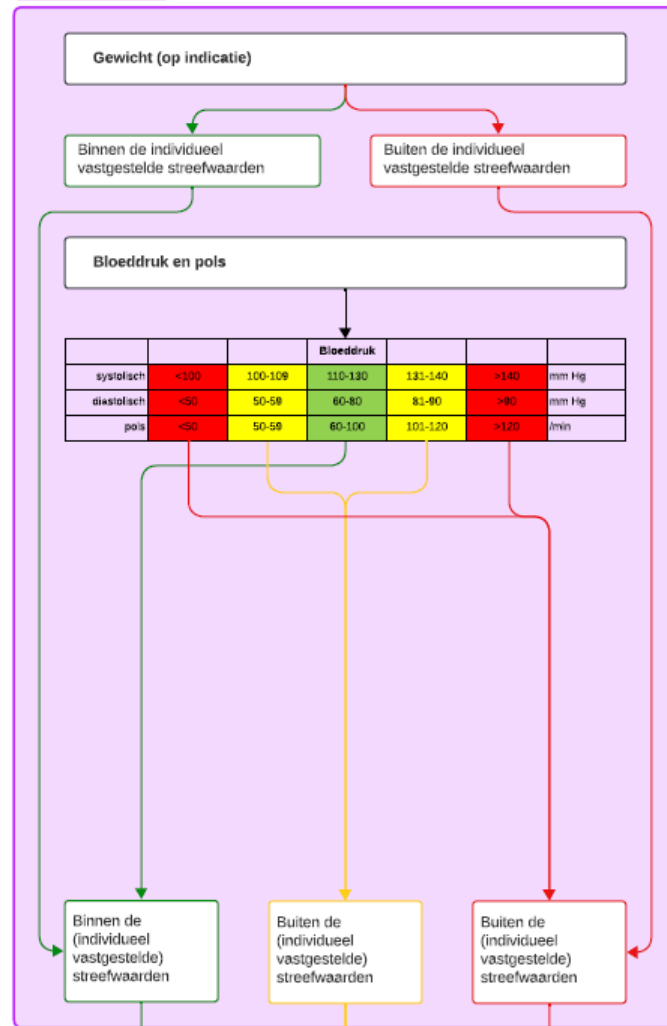 Gewicht (op indicatie)
Binnen de individueel
vastgestelde streefwaarden
Buiten de individueel
vastgestelde streefwaarden
Bloeddruk en pols
Bloeddruk
systolisch <100 100-109 110-130 131-140 >140 mm Hg
diastolisch <50 50-59 60-80 81-90 >90 mm Hg
pols <50 50-59 60-100 101-120 >120 /min
Binnen de
(individueel
vastgestelde)
streefwaarden
Buiten de
(individueel
vastgestelde)
streefwaarden
Buiten de
(individueel
vastgestelde)
streefwaarden